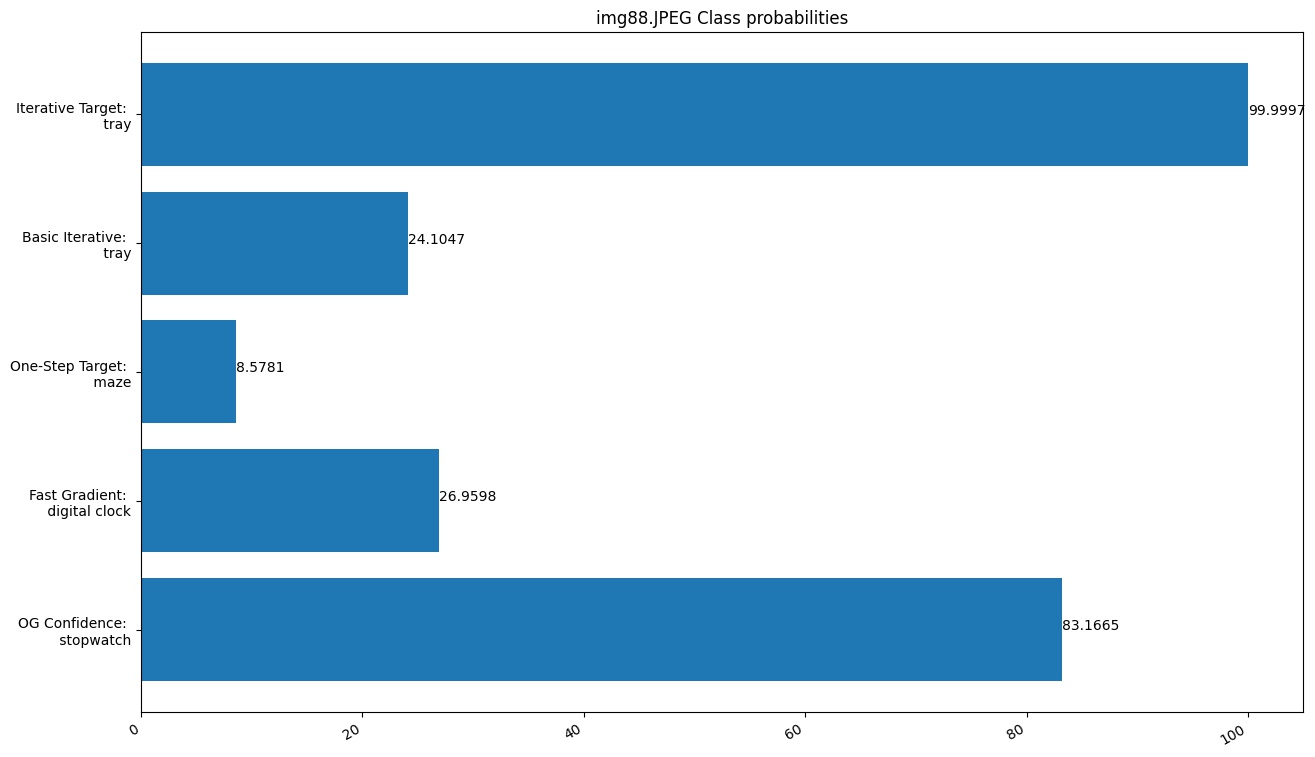 img88.JPEG Class probabilities
Iterative Target:
tray
99.9997
Basic Iterative:
tray
24.1047
One-Step Target:
maze
8.5781
Fast Gradient:
digital clock
26.9598
OG Confidence:
stopwatch
83.1665
0
20
40
60
80
100